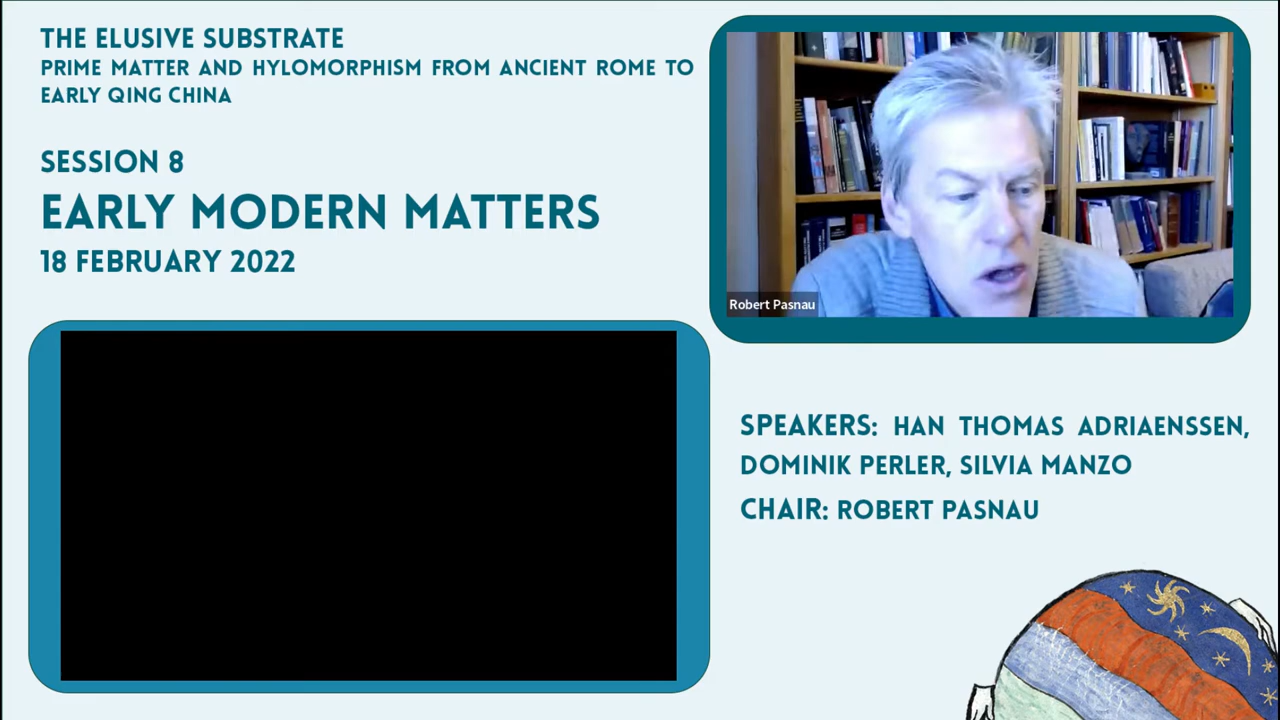 THE ELUSIVE SUBSTRATE
PRIME MATTER AND HYLOMORPHISM FROM ANCIENT ROME TO
EARLY QING CHINA
SESSION 8
EARLY MODERN MATTERS
18 FEBRUARY 2022
Robert Pasnau
SPEAKERS: HAN THOMAS ADRIAENSSEN,
DOMINIK PERLER, SILVIA MANZO
CHAIR: ROBERT PASNAU